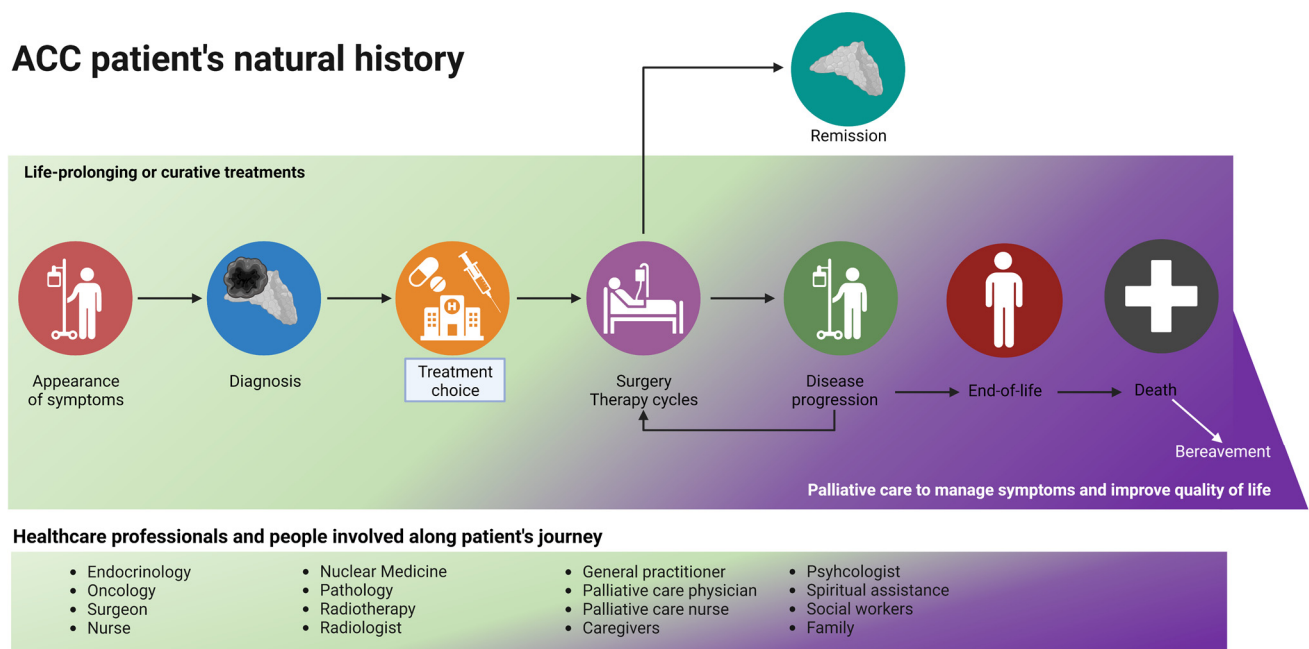 ACC patient's natural history
Remission
Life-prolonging or curative treatments
H
Appearance
of symptoms
Diagnosis
Treatment
choice
Surgery
Therapy cycles
Disease
progression
End-of-life
Death
Bereavement
Palliative care to manage symptoms and improve quality of life
Healthcare professionals and people involved along patient's journey
• Endocrinology
• Oncology
• Surgeon
• Nurse
• Nuclear Medicine
• Pathology
• Radiotherapy
• Radiologist
• General practitioner
• Palliative care physician
• Palliative care nurse
• Caregivers
• Psyhcologist
• Spiritual assistance
• Social workers
• Family